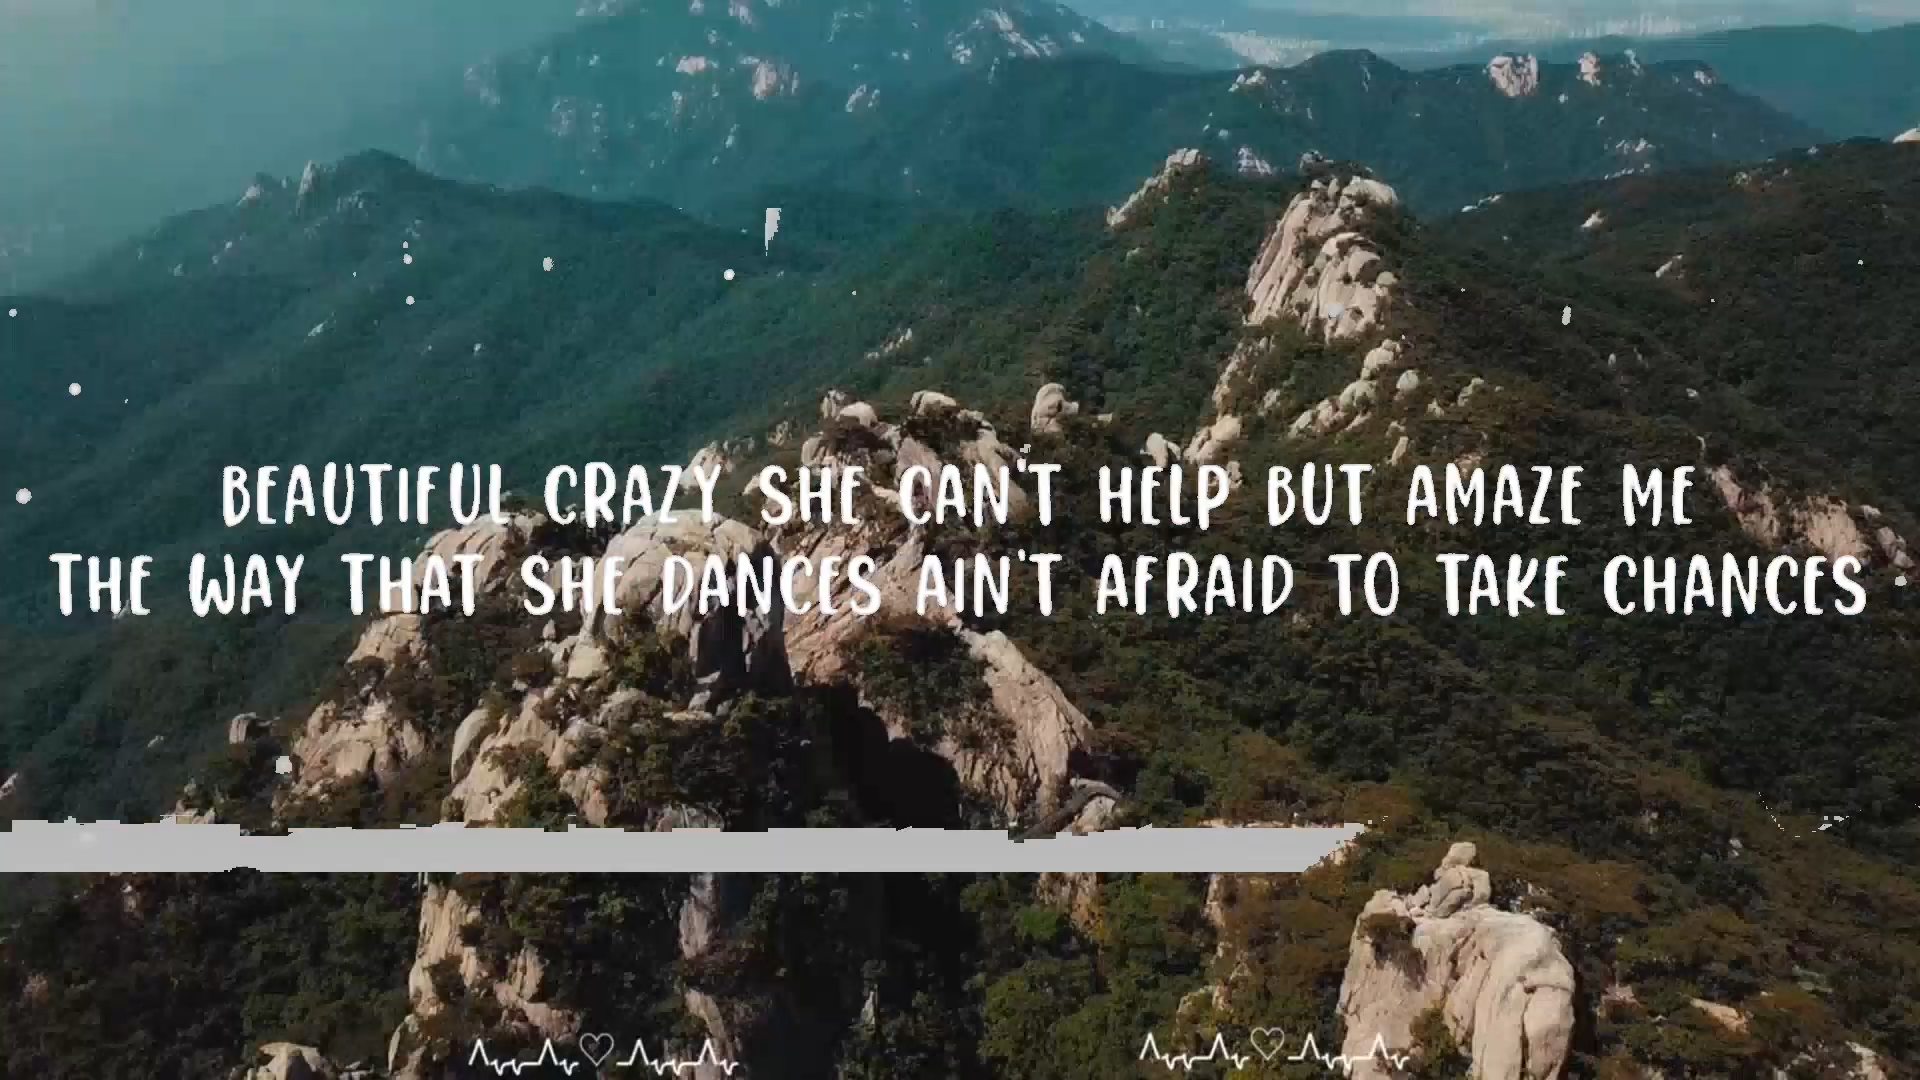 BEAUTIFUL CRAZY SHE CAN'T HELP BUT AMAZE ME
THE WAY THAT SHE DANCES AIN'T AFRAID TO TAKE CHANCES